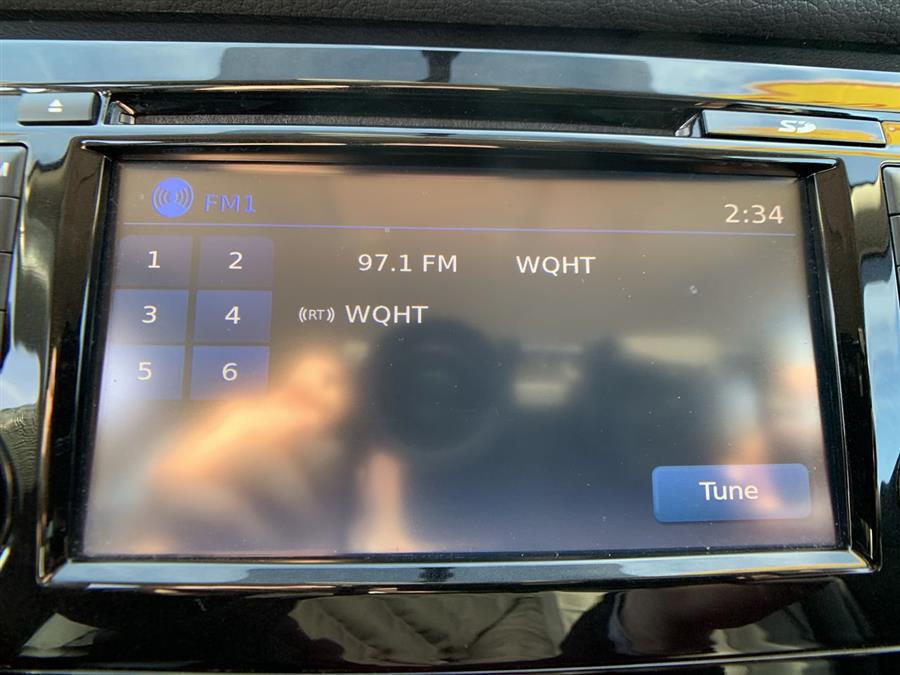 SD
FM1 2:34
1 2 97.1 FM WQHT
3 4 ((RT)) WQHT
5 6
Tune